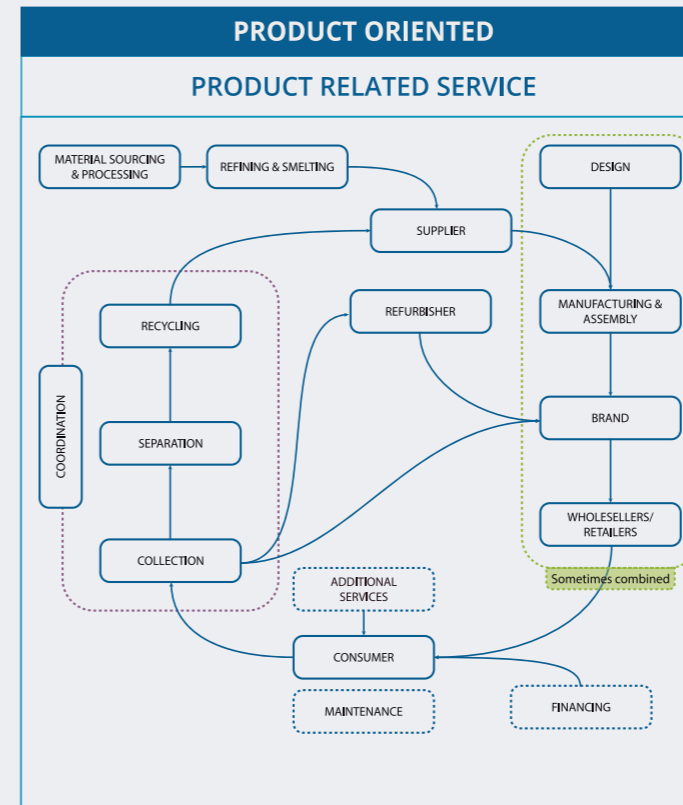 PRODUCT ORIENTED
PRODUCT RELATED SERVICE
MATERIAL SOURCING
& PROCESSING
REFINING & SMELTING
DESIGN
SUPPLIER
RECYCLING
REFURBISHER
MANUFACTURING &
ASSEMBLY
COORDINATION
SEPARATION
BRAND
COLLECTION
WHOLESELLERS/
RETAILERS
Sometimes combined
ADDITIONAL
SERVICES
CONSUMER
MAINTENANCE
FINANCING